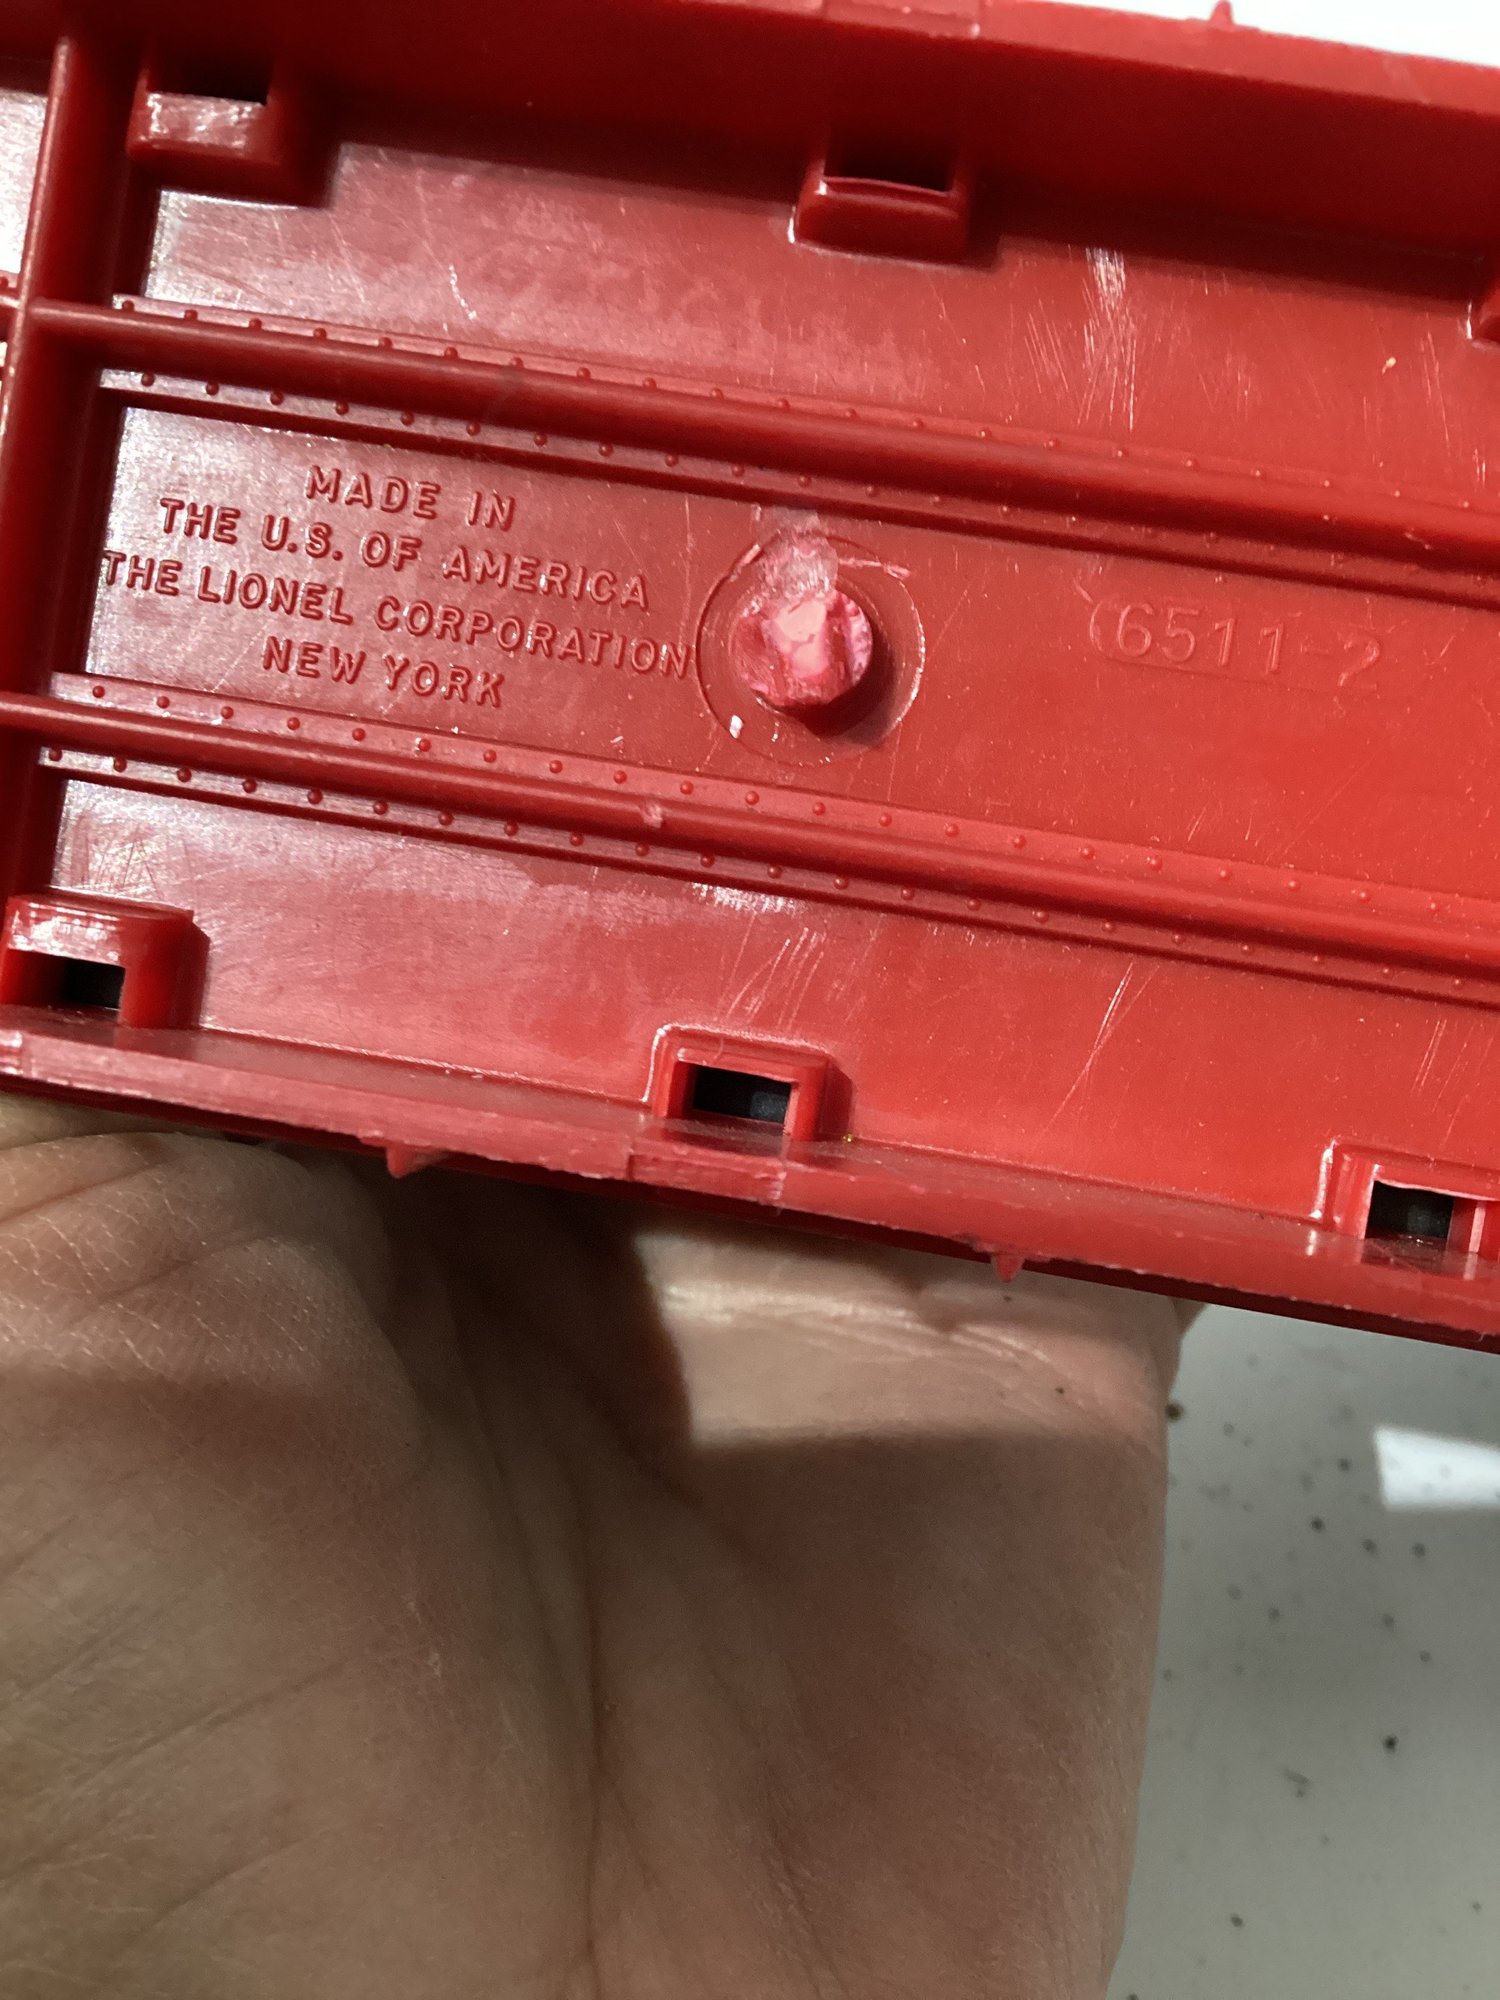 MADE IN
THE U.S. OF AMERICA
THE LIONEL CORPORATION
NEW YORK
6511-2